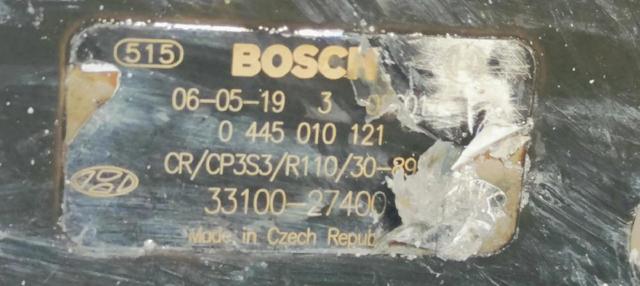 515 BOSCH
06-05-19 3
0 445 010 121
CR/CP3S3/R110/30-89
33100-27400
Made in Czech Repub